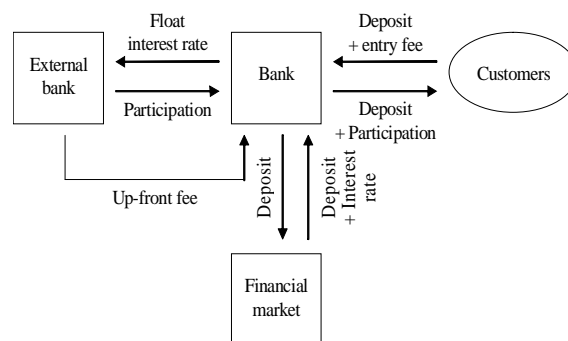 Float
interest rate
Deposit
+ entry fee
External
bank
Bank
Customers
Participation
Deposit
+ Participation
Up-front fee
Deposit
Deposit
+ Interest
rate
Financial
market